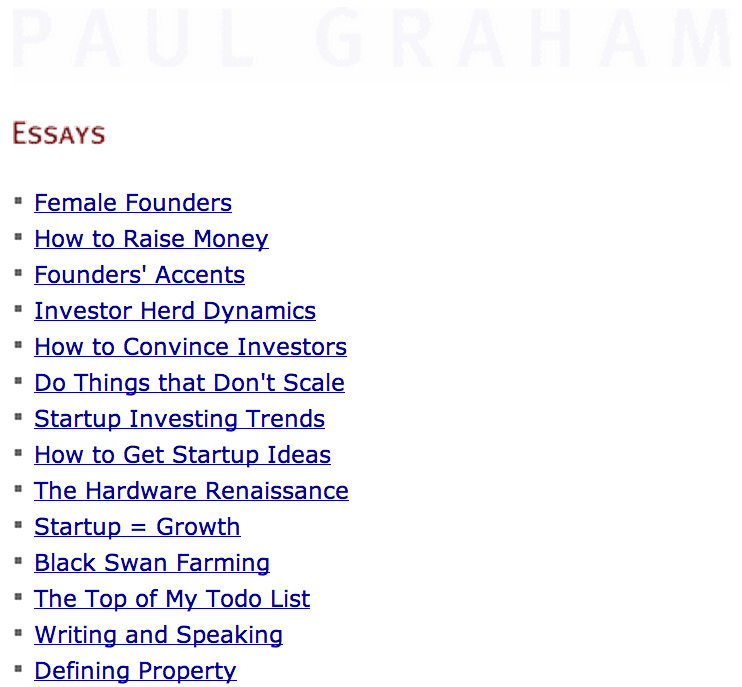 PAUL GRAHAM
ESSAYS
Female Founders
How to Raise Money
Founders' Accents
Investor Herd Dynamics
How to Convince Investors
Do Things that Don't Scale
Startup Investing Trends
How to Get Startup Ideas
The Hardware Renaissance
Startup = Growth
Black Swan Farming
The Top of My Todo List
Writing and Speaking
Defining Property